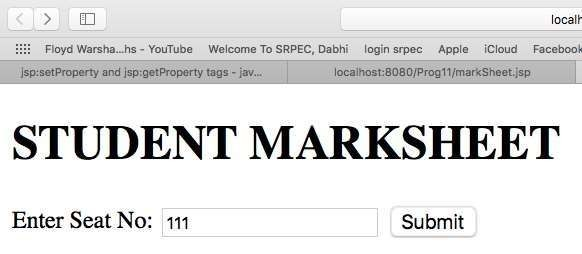 localh
Floyd Warsha...hs - YouTube Welcome To SRPEC, Dabhi login srpec Apple iCloud Facebook
jsp:setProperty and jsp:getProperty tags - jav... localhost:8080/Prog11/markSheet.jsp
STUDENT MARKSHEET
Enter Seat No: 111 Submit